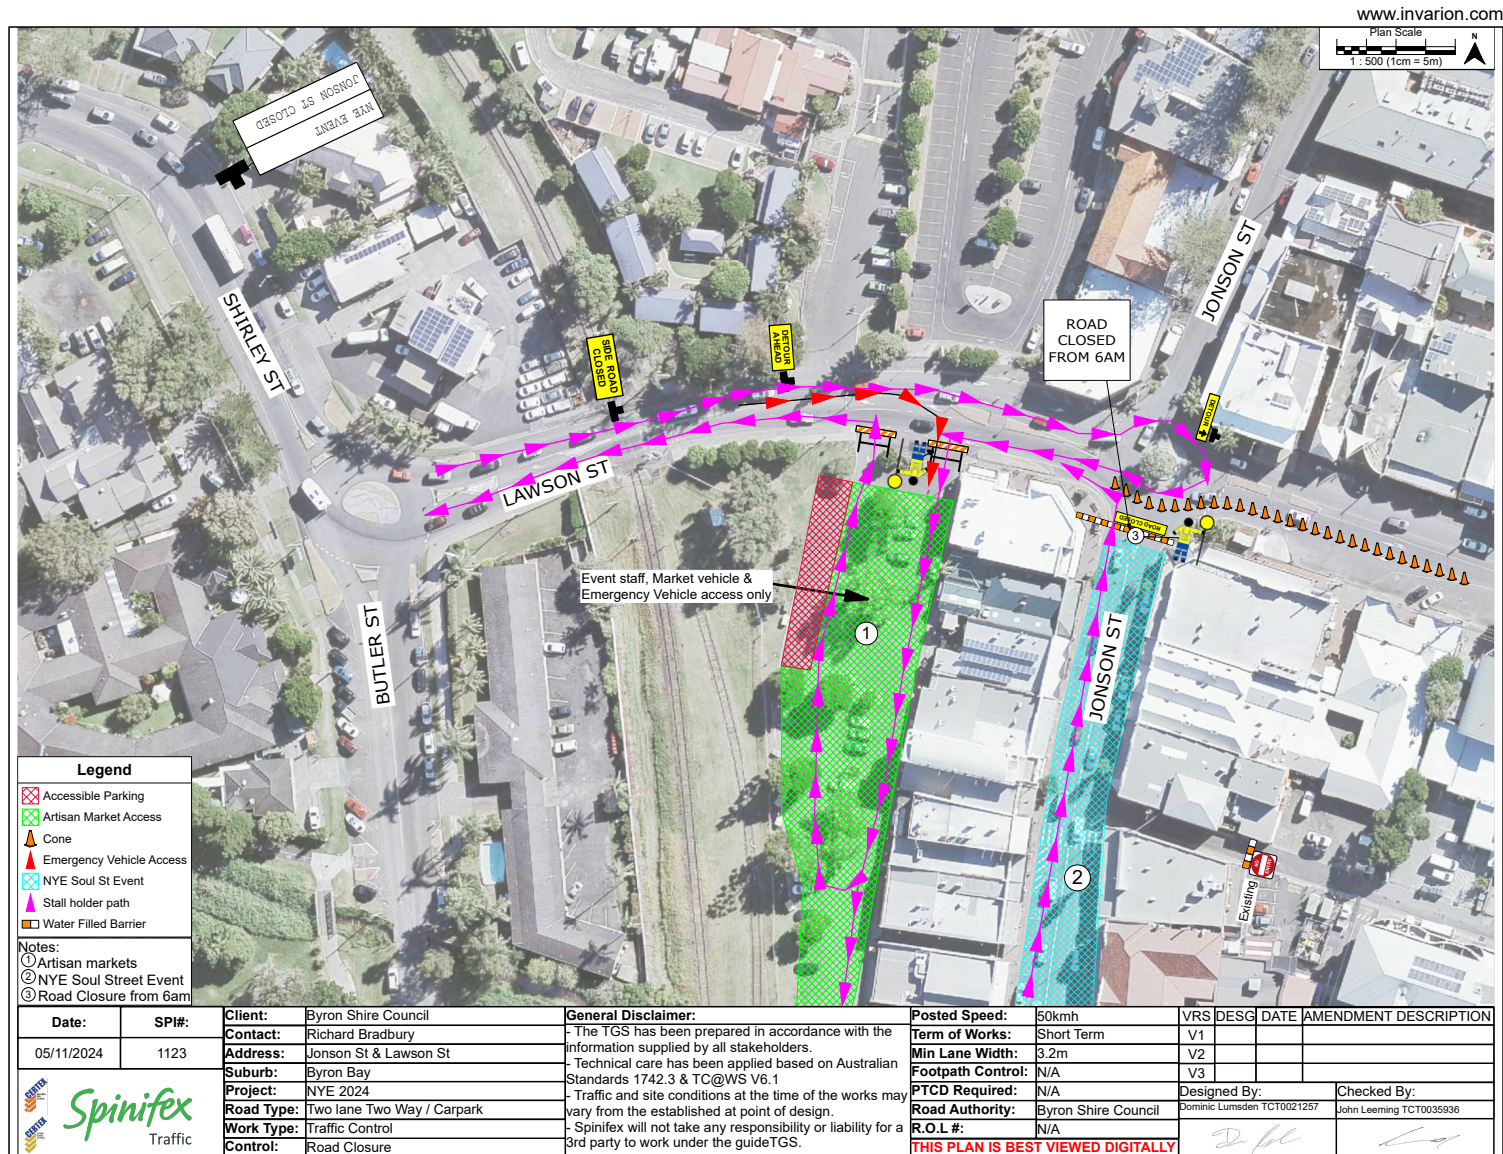 www.invarion.com
Plan Scale
1 : 500 (1cm = 5m)
N
JONSON ST CLOSED
NYE EVENT
SHIRLEY ST
SIDE ROAD
CLOSED
DETOUR
AHEAD
ROAD
CLOSED
FROM 6AM
JONSON ST
DETOUR
LAWSON ST
ROAD CLOSED
3
Event staff, Market vehicle &
Emergency Vehicle access only
1
BUTLER ST
JONSON ST
2
Existing
Legend
Accessible Parking
Artisan Market Access
Cone
Emergency Vehicle Access
NYE Soul St Event
Stall holder path
Water Filled Barrier
Notes:
1 Artisan markets
2 NYE Soul Street Event
3 Road Closure from 6am
Date: SPI#:
05/11/2024 1123
CERTEX
CERTEX
Spinifex
Traffic
Client: Byron Shire Council
Contact: Richard Bradbury
Address: Jonson St & Lawson St
Suburb: Byron Bay
Project: NYE 2024
Road Type: Two lane Two Way / Carpark
Work Type: Traffic Control
Control: Road Closure
General Disclaimer:
- The TGS has been prepared in accordance with the
information supplied by all stakeholders.
- Technical care has been applied based on Australian
Standards 1742.3 & TC@WS V6.1
- Traffic and site conditions at the time of the works may
vary from the established at point of design.
- Spinifex will not take any responsibility or liability for a
3rd party to work under the guideTGS.
Posted Speed: 50kmh
Term of Works: Short Term
Min Lane Width: 3.2m
Footpath Control: N/A
PTCD Required: N/A
Road Authority: Byron Shire Council
R.O.L #: N/A
THIS PLAN IS BEST VIEWED DIGITALLY
VRS DESG DATE AMENDMENT DESCRIPTION
V1
V2
V3
Designed By: Checked By:
Dominic Lumsden TCT0021257 John Leeming TCT0035936